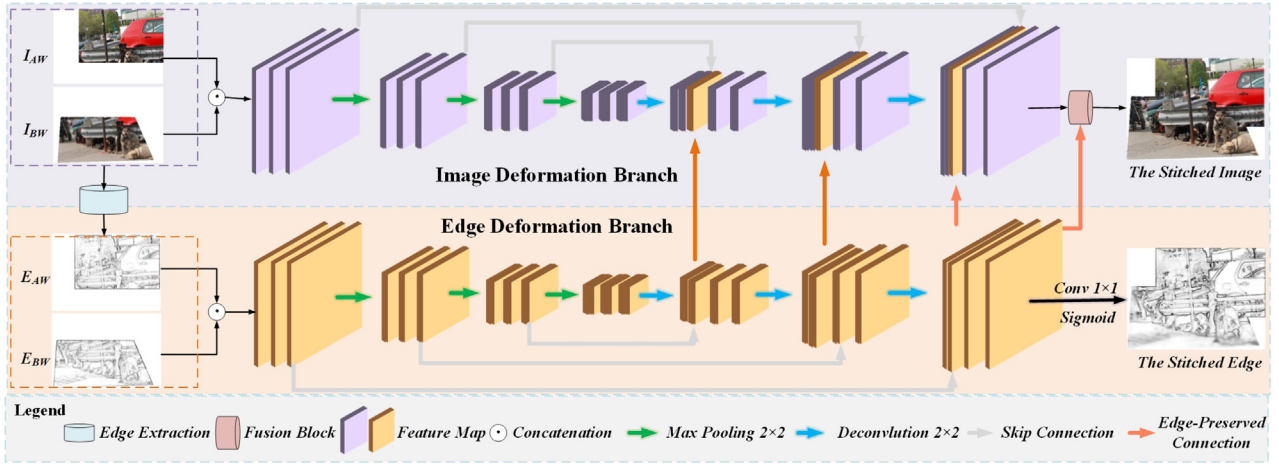 I_AW
I_BW
Image Deformation Branch
The Stitched Image
Edge Deformation Branch
E_AW
E_BW
Conv 1×1
Sigmoid
The Stitched Edge
Legend
Edge Extraction
Fusion Block
Feature Map
Concatenation
Max Pooling 2×2
Deconvlution 2×2
Skip Connection
Edge-Preserved
Connection